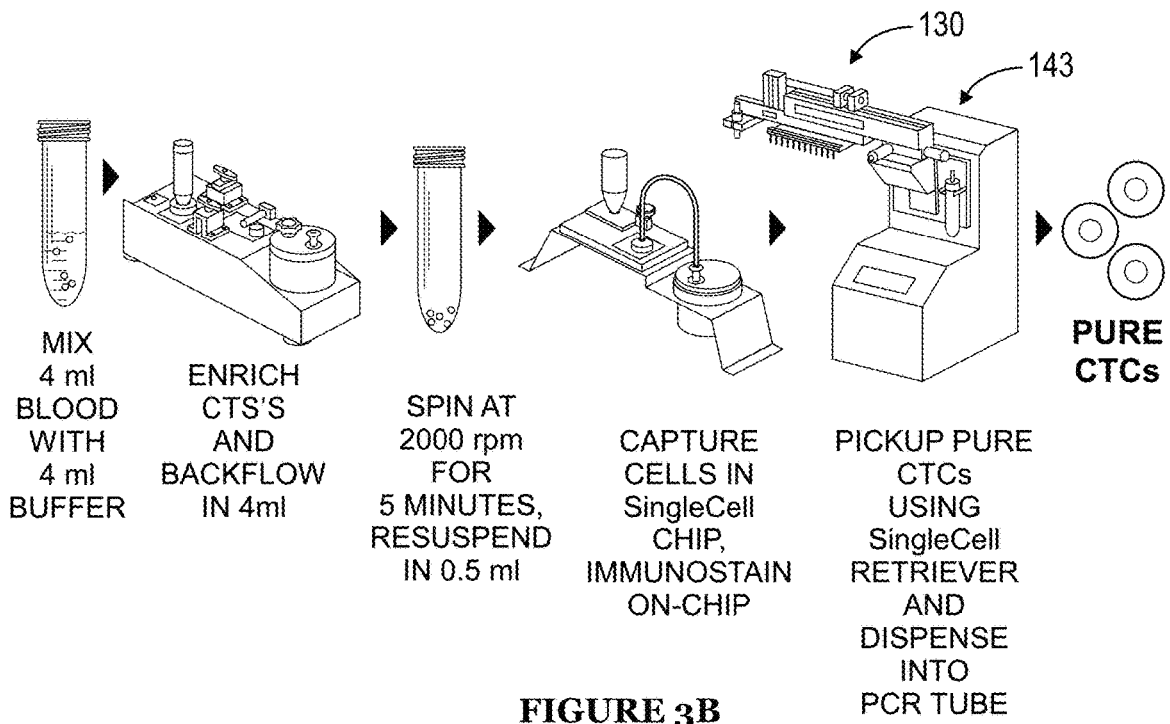 130
143
MIX
4 ml
BLOOD
WITH
4 ml
BUFFER
ENRICH
CTS'S
AND
BACKFLOW
IN 4ml
SPIN AT
2000 rpm
FOR
5 MINUTES,
RESUSPEND
IN 0.5 ml
CAPTURE
CELLS IN
SingleCell
CHIP,
IMMUNOSTAIN
ON-CHIP
PICKUP PURE
CTCs
USING
SingleCell
RETRIEVER
AND
DISPENSE
INTO
PCR TUBE
PURE
CTCs
FIGURE 3B